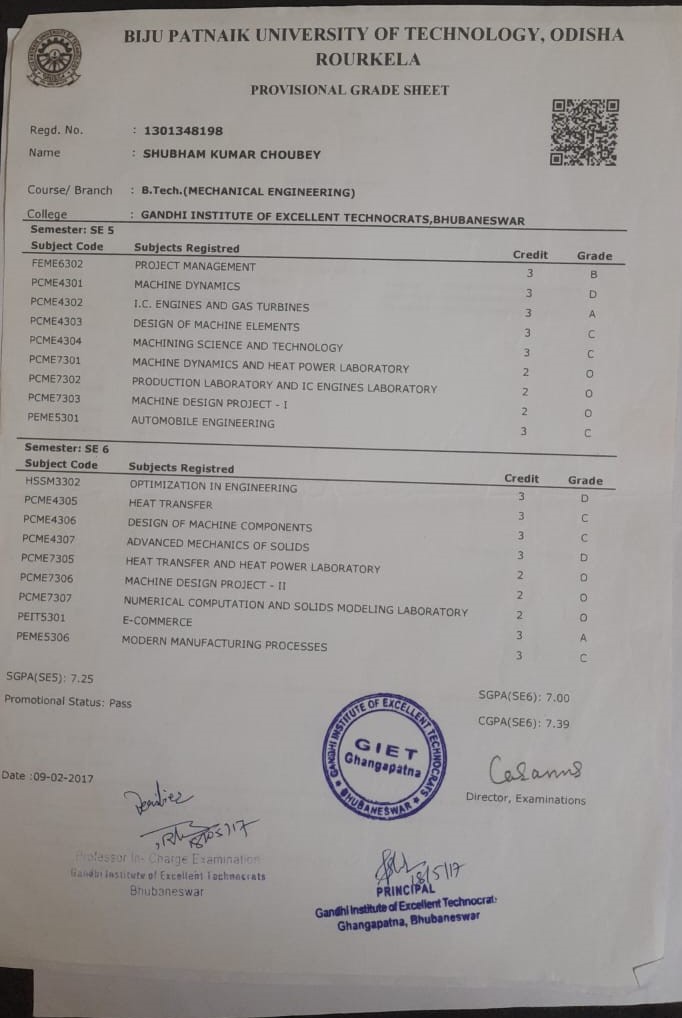 BIJU PATNAIK UNIVERSITY OF TECHNOLOGY, ODISHA
ROURKELA
PROVISIONAL GRADE SHEET
Regd. No. : 1301348198
Name : SHUBHAM KUMAR CHOUBEY
Course/ Branch : B.Tech.(MECHANICAL ENGINEERING)
College : GANDHI INSTITUTE OF EXCELLENT TECHNOCRATS,BHUBANESWAR
Semester: SE 5
Subject Code Subjects Registered Credit Grade
FEME6302 PROJECT MANAGEMENT 3 B
PCME4301 MACHINE DYNAMICS 3 D
PCME4302 I.C. ENGINES AND GAS TURBINES 3 A
PCME4303 DESIGN OF MACHINE ELEMENTS 3 C
PCME4304 MACHINING SCIENCE AND TECHNOLOGY 3 C
PCME7301 MACHINE DYNAMICS AND HEAT POWER LABORATORY 2 O
PCME7302 PRODUCTION LABORATORY AND IC ENGINES LABORATORY 2 O
PCME7303 MACHINE DESIGN PROJECT - I 2 O
PEME5301 AUTOMOBILE ENGINEERING 3 C
Semester: SE 6
Subject Code Subjects Registered Credit Grade
HSSM3302 OPTIMIZATION IN ENGINEERING 3 D
PCME4305 HEAT TRANSFER 3 C
PCME4306 DESIGN OF MACHINE COMPONENTS 3 C
PCME4307 ADVANCED MECHANICS OF SOLIDS 3 D
PCME7305 HEAT TRANSFER AND HEAT POWER LABORATORY 2 O
PCME7306 MACHINE DESIGN PROJECT - II 2 O
PCME7307 NUMERICAL COMPUTATION AND SOLIDS MODELING LABORATORY 2 O
PEIT5301 E-COMMERCE 3 A
PEME5306 MODERN MANUFACTURING PROCESSES 3 C
SGPA(SE5): 7.25 SGPA(SE6): 7.00
Promotional Status: Pass CGPA(SE6): 7.39
GANDHI INSTITUTE OF EXCELLENT TECHNOCRATS
GIET
Ghangapatna
★ BHUBANESWAR ★
Date :09-02-2017
Director, Examinations
18/05/17
Professor In- Charge Examination
Gandhi Institute of Excellent Technocrats
Bhubaneswar
18/5/17
PRINCIPAL
Gandhi Institute of Excellent Technocrat
Ghangapatna, Bhubaneswar